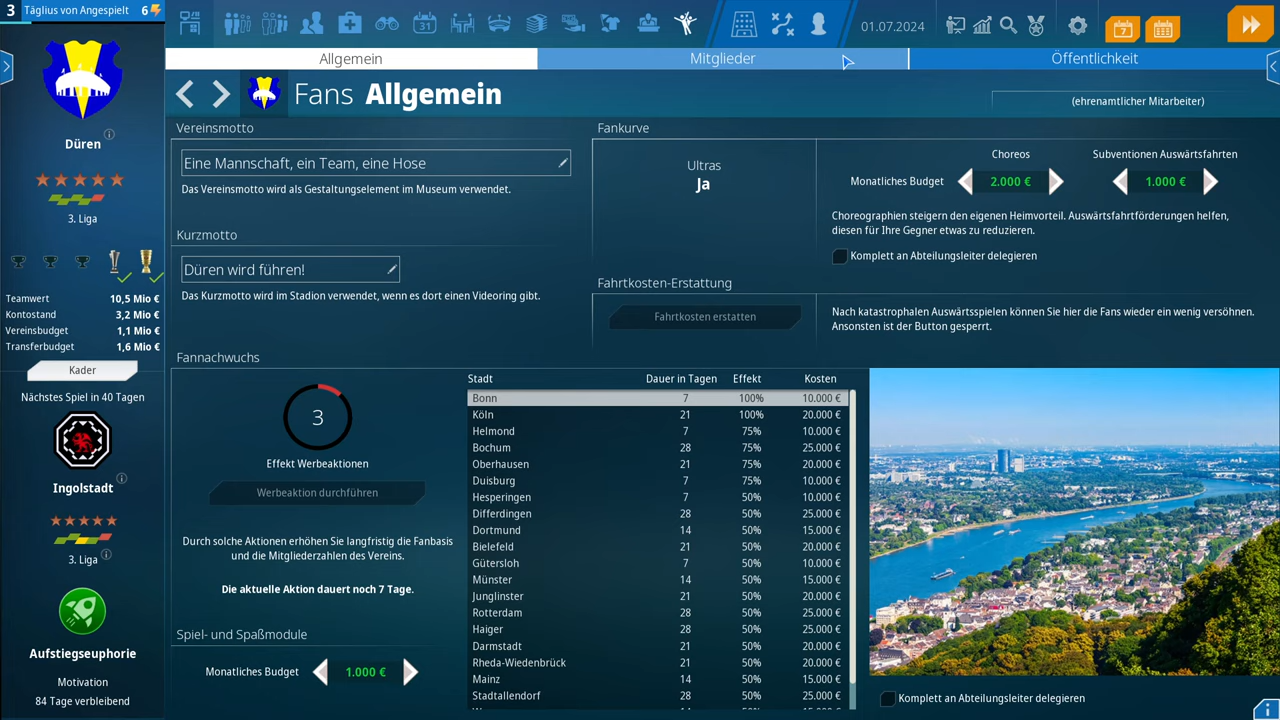 3 Täglius von Angespielt 6
31
01.07.2024
7
Allgemein
Mitglieder
Öffentlichkeit
Fans Allgemein
(ehrenamtlicher Mitarbeiter)
Düren
3. Liga
Teamwert 10,5 Mio €
Kontostand 3,2 Mio €
Vereinsbudget 1,1 Mio €
Transferbudget 1,6 Mio €
Kader
Nächstes Spiel in 40 Tagen
Ingolstadt
3. Liga
Aufstiegseuphorie
Motivation
84 Tage verbleibend
Vereinsmotto
Eine Mannschaft, ein Team, eine Hose
Das Vereinsmotto wird als Gestaltungselement im Museum verwendet.
Kurzmotto
Düren wird führen!
Das Kurzmotto wird im Stadion verwendet, wenn es dort einen Videoring gibt.
Fankurve
Ultras
Ja
Choreos Subventionen Auswärtsfahrten
Monatliches Budget 2.000 € 1.000 €
Choreographien steigern den eigenen Heimvorteil. Auswärtsfahrtförderungen helfen,
diesen für Ihre Gegner etwas zu reduzieren.
Komplett an Abteilungsleiter delegieren
Fahrtkosten-Erstattung
Fahrtkosten erstatten
Nach katastrophalen Auswärtsspielen können Sie hier die Fans wieder ein wenig versöhnen.
Ansonsten ist der Button gesperrt.
Fannachwuchs
3
Effekt Werbeaktionen
Werbeaktion durchführen
Durch solche Aktionen erhöhen Sie langfristig die Fanbasis
und die Mitgliederzahlen des Vereins.
Die aktuelle Aktion dauert noch 7 Tage.
Spiel- und Spaßmodule
Monatliches Budget 1.000 €
Stadt Dauer in Tagen Effekt Kosten
Bonn 7 100% 10.000 €
Köln 21 100% 20.000 €
Helmond 7 75% 10.000 €
Bochum 28 75% 25.000 €
Oberhausen 21 75% 20.000 €
Duisburg 7 75% 10.000 €
Hesperingen 7 50% 10.000 €
Differdingen 28 50% 25.000 €
Dortmund 14 50% 15.000 €
Bielefeld 21 50% 20.000 €
Gütersloh 7 50% 10.000 €
Münster 14 50% 15.000 €
Junglinster 21 50% 20.000 €
Rotterdam 28 50% 25.000 €
Haiger 28 50% 25.000 €
Darmstadt 21 50% 20.000 €
Rheda-Wiedenbrück 21 50% 20.000 €
Mainz 14 50% 15.000 €
Stadtallendorf 28 50% 25.000 €
Komplett an Abteilungsleiter delegieren